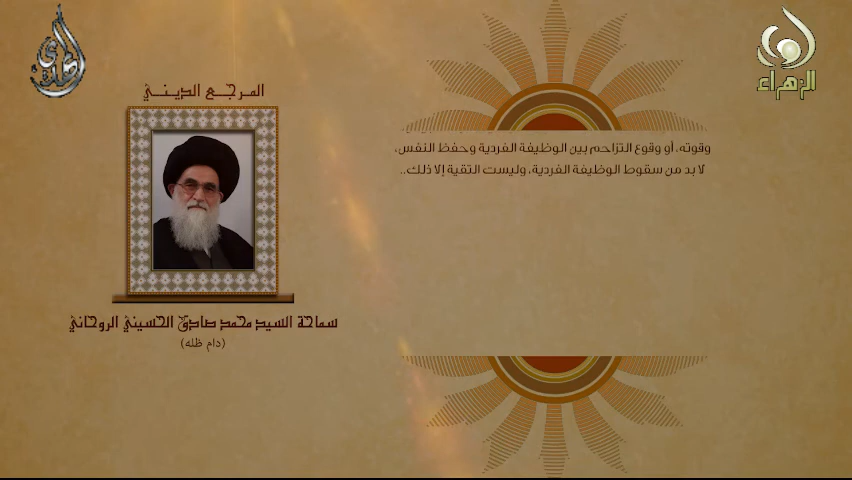 الزهراء
المرجع الديني
وقوته، أو وقوع التزاحم بين الوظيفة الفردية وحفظ النفس،
لا بد من سقوط الوظيفة الفردية، وليست التقية إلا ذلك..
سماحة السيد محمد صادق الحسيني الروحاني
(دام ظله)